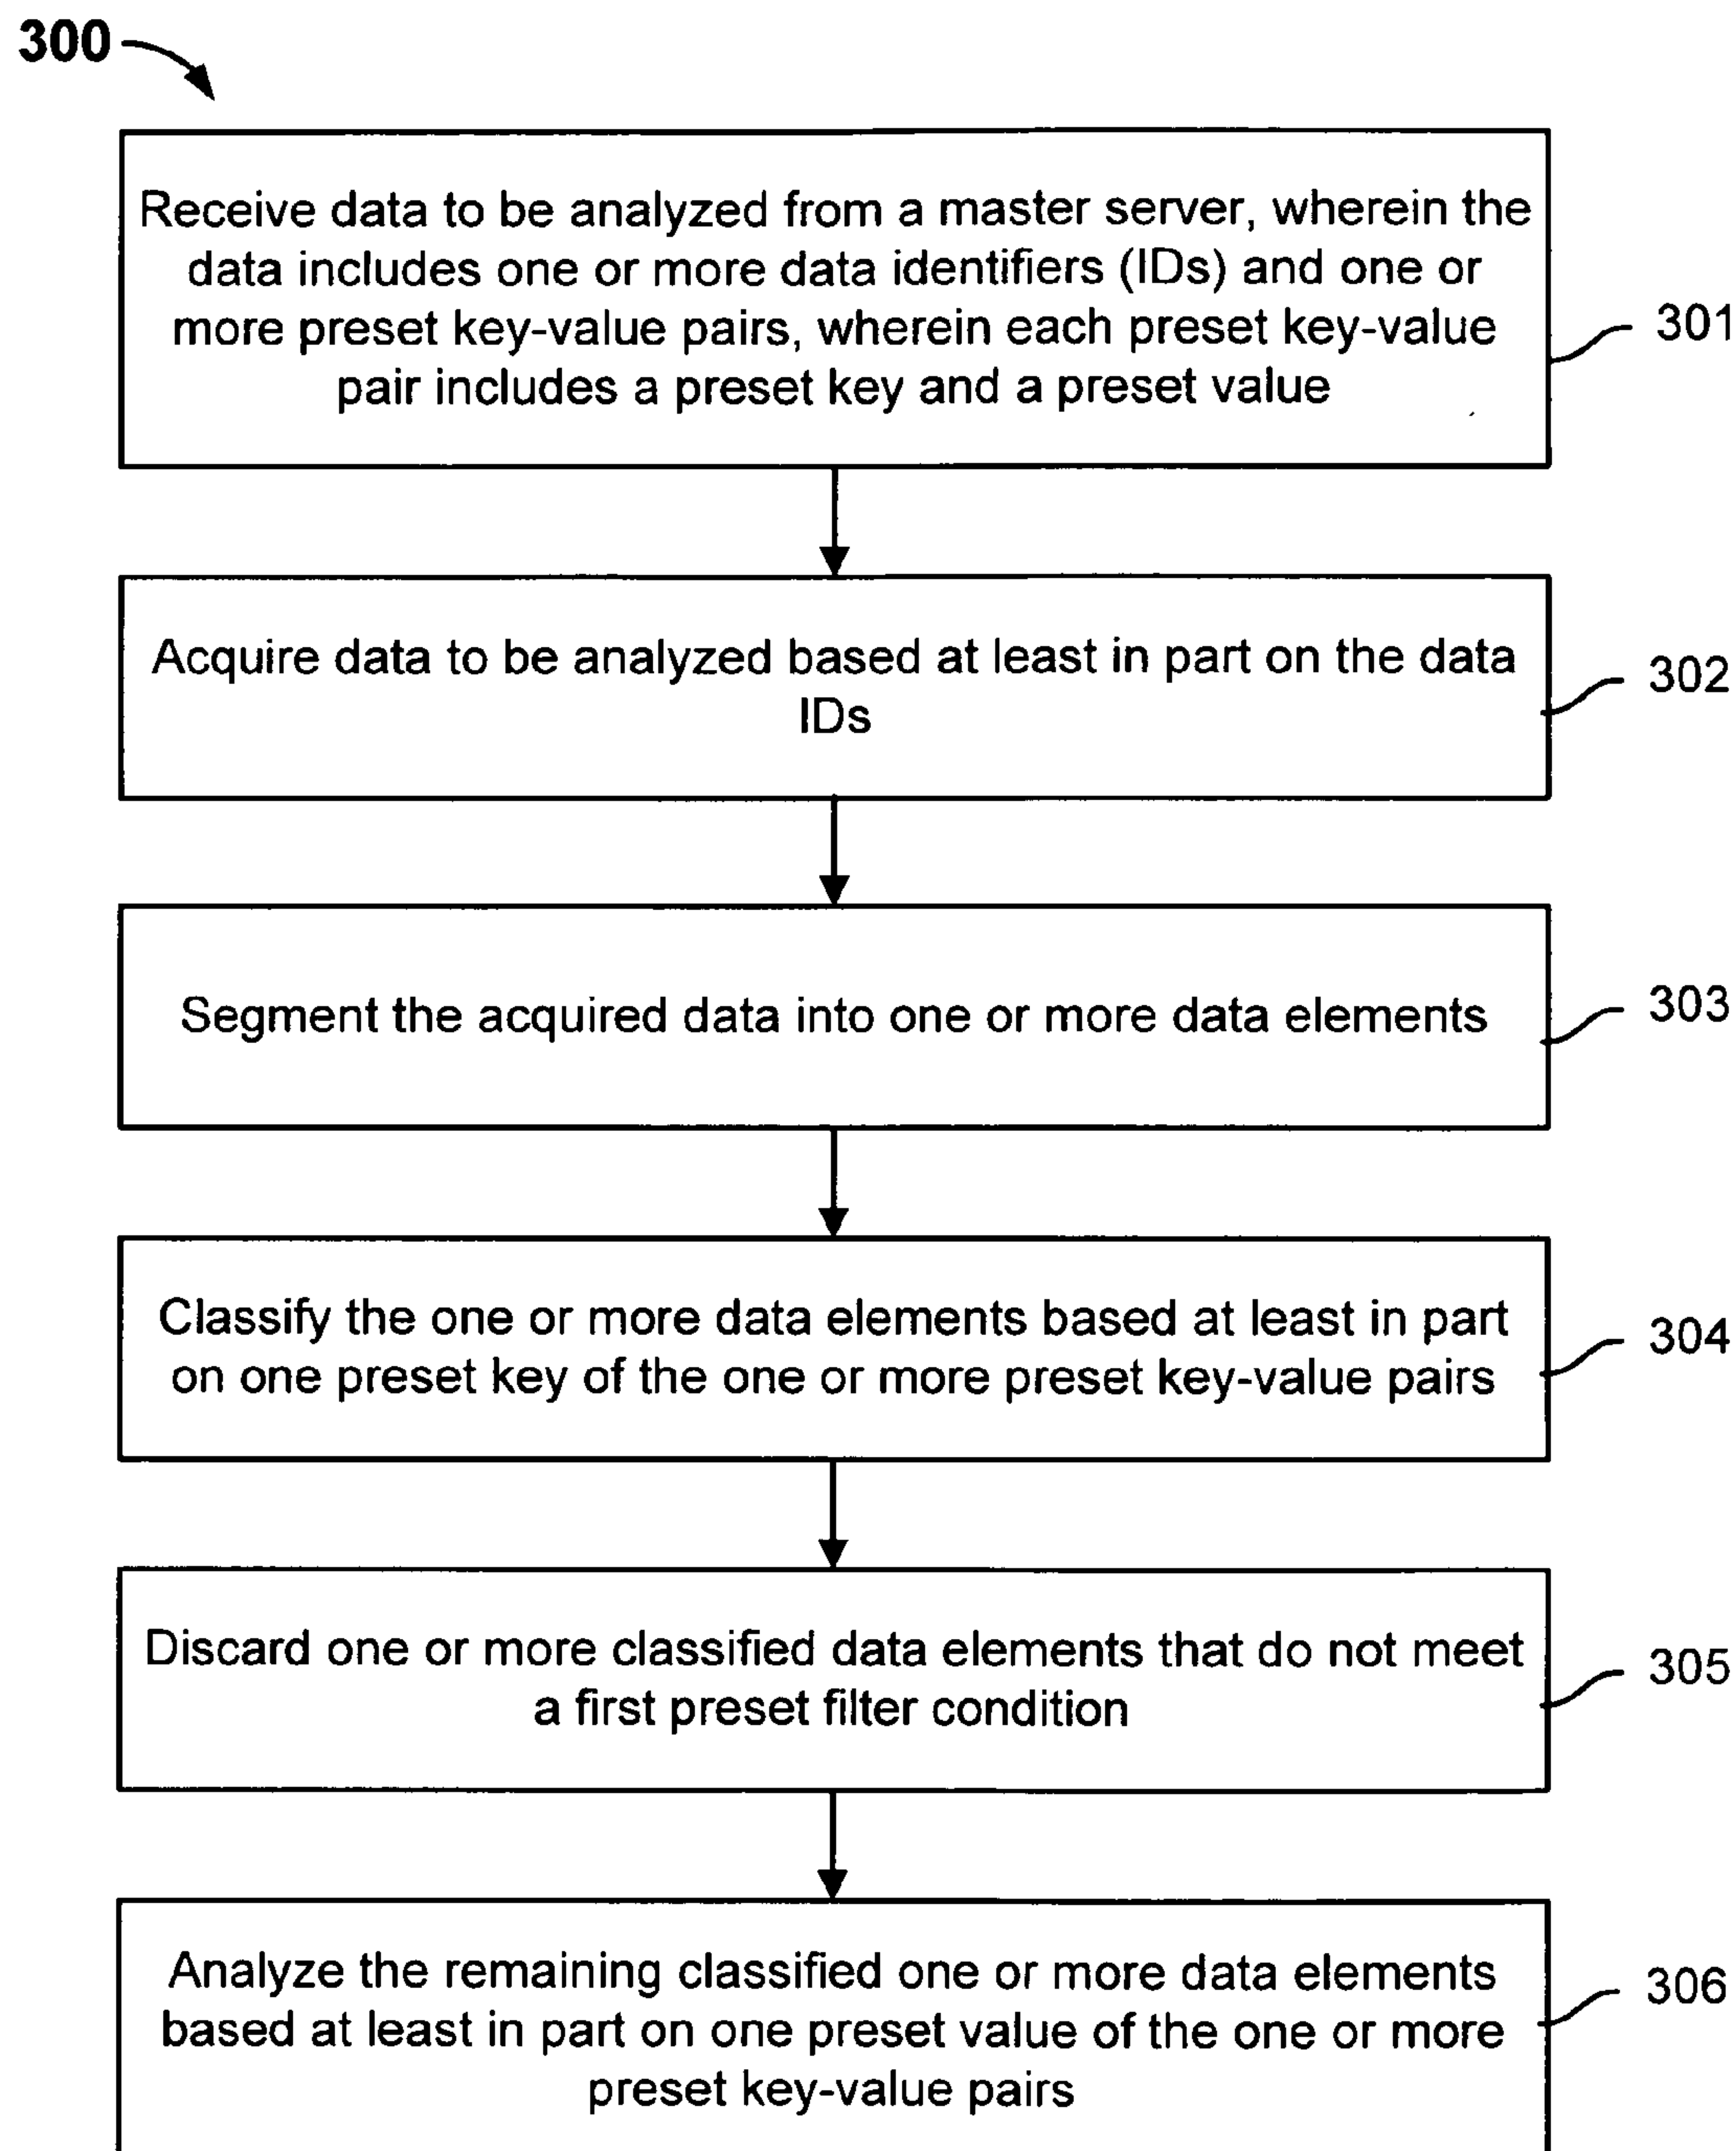 300
Receive data to be analyzed from a master server, wherein the
data includes one or more data identifiers (IDs) and one or
more preset key-value pairs, wherein each preset key-value
pair includes a preset key and a preset value
301
Acquire data to be analyzed based at least in part on the data
IDs
302
Segment the acquired data into one or more data elements
303
Classify the one or more data elements based at least in part
on one preset key of the one or more preset key-value pairs
304
Discard one or more classified data elements that do not meet
a first preset filter condition
305
Analyze the remaining classified one or more data elements
based at least in part on one preset value of the one or more
preset key-value pairs
306